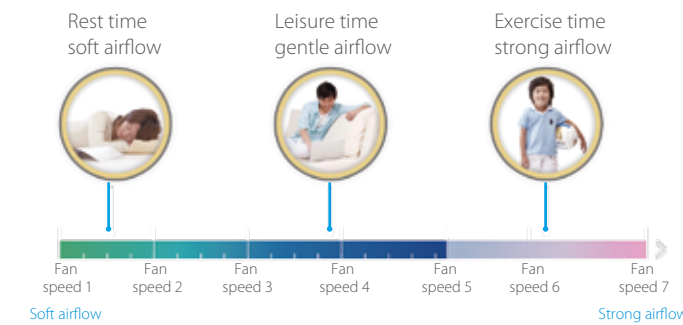 Rest time
soft airflow
Leisure time
gentle airflow
Exercise time
strong airflow
Fan
speed 1
Fan
speed 2
Fan
speed 3
Fan
speed 4
Fan
speed 5
Fan
speed 6
Fan
speed 7
Soft airflow
Strong airflow